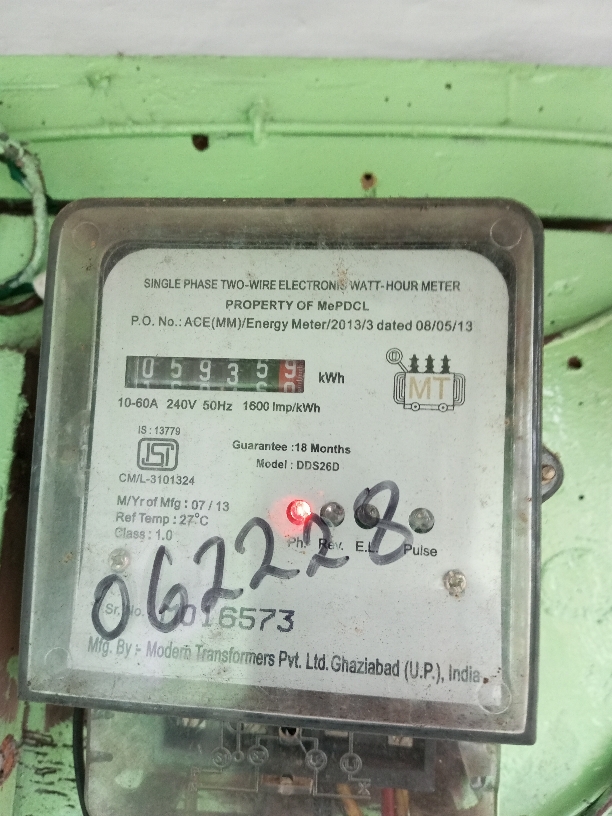 SINGLE PHASE TWO-WIRE ELECTRONIC WATT-HOUR METER
PROPERTY OF MePDCL
P.O. No.: ACE(MM)/Energy Meter/2013/3 dated 08/05/13
059359 kWh
MT
10-60A 240V 50Hz 1600 Imp/kWh
IS : 13779
ISI
CM/L-3101324
Guarantee :18 Months
Model : DDS26D
M/Yr of Mfg : 07 / 13
Ref Temp : 27°C
Class : 1.0
Ph. Rev. E.L. Pulse
062228
Sr. No. 016573
Mfg. By :- Modern Transformers Pvt. Ltd. Ghaziabad (U.P.), India.